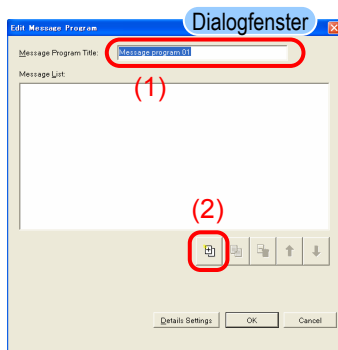 Dialogfenster
Edit Message Program
Message Program Title:
Message program 01
(1)
Message List:
(2)
Details Settings
OK
Cancel